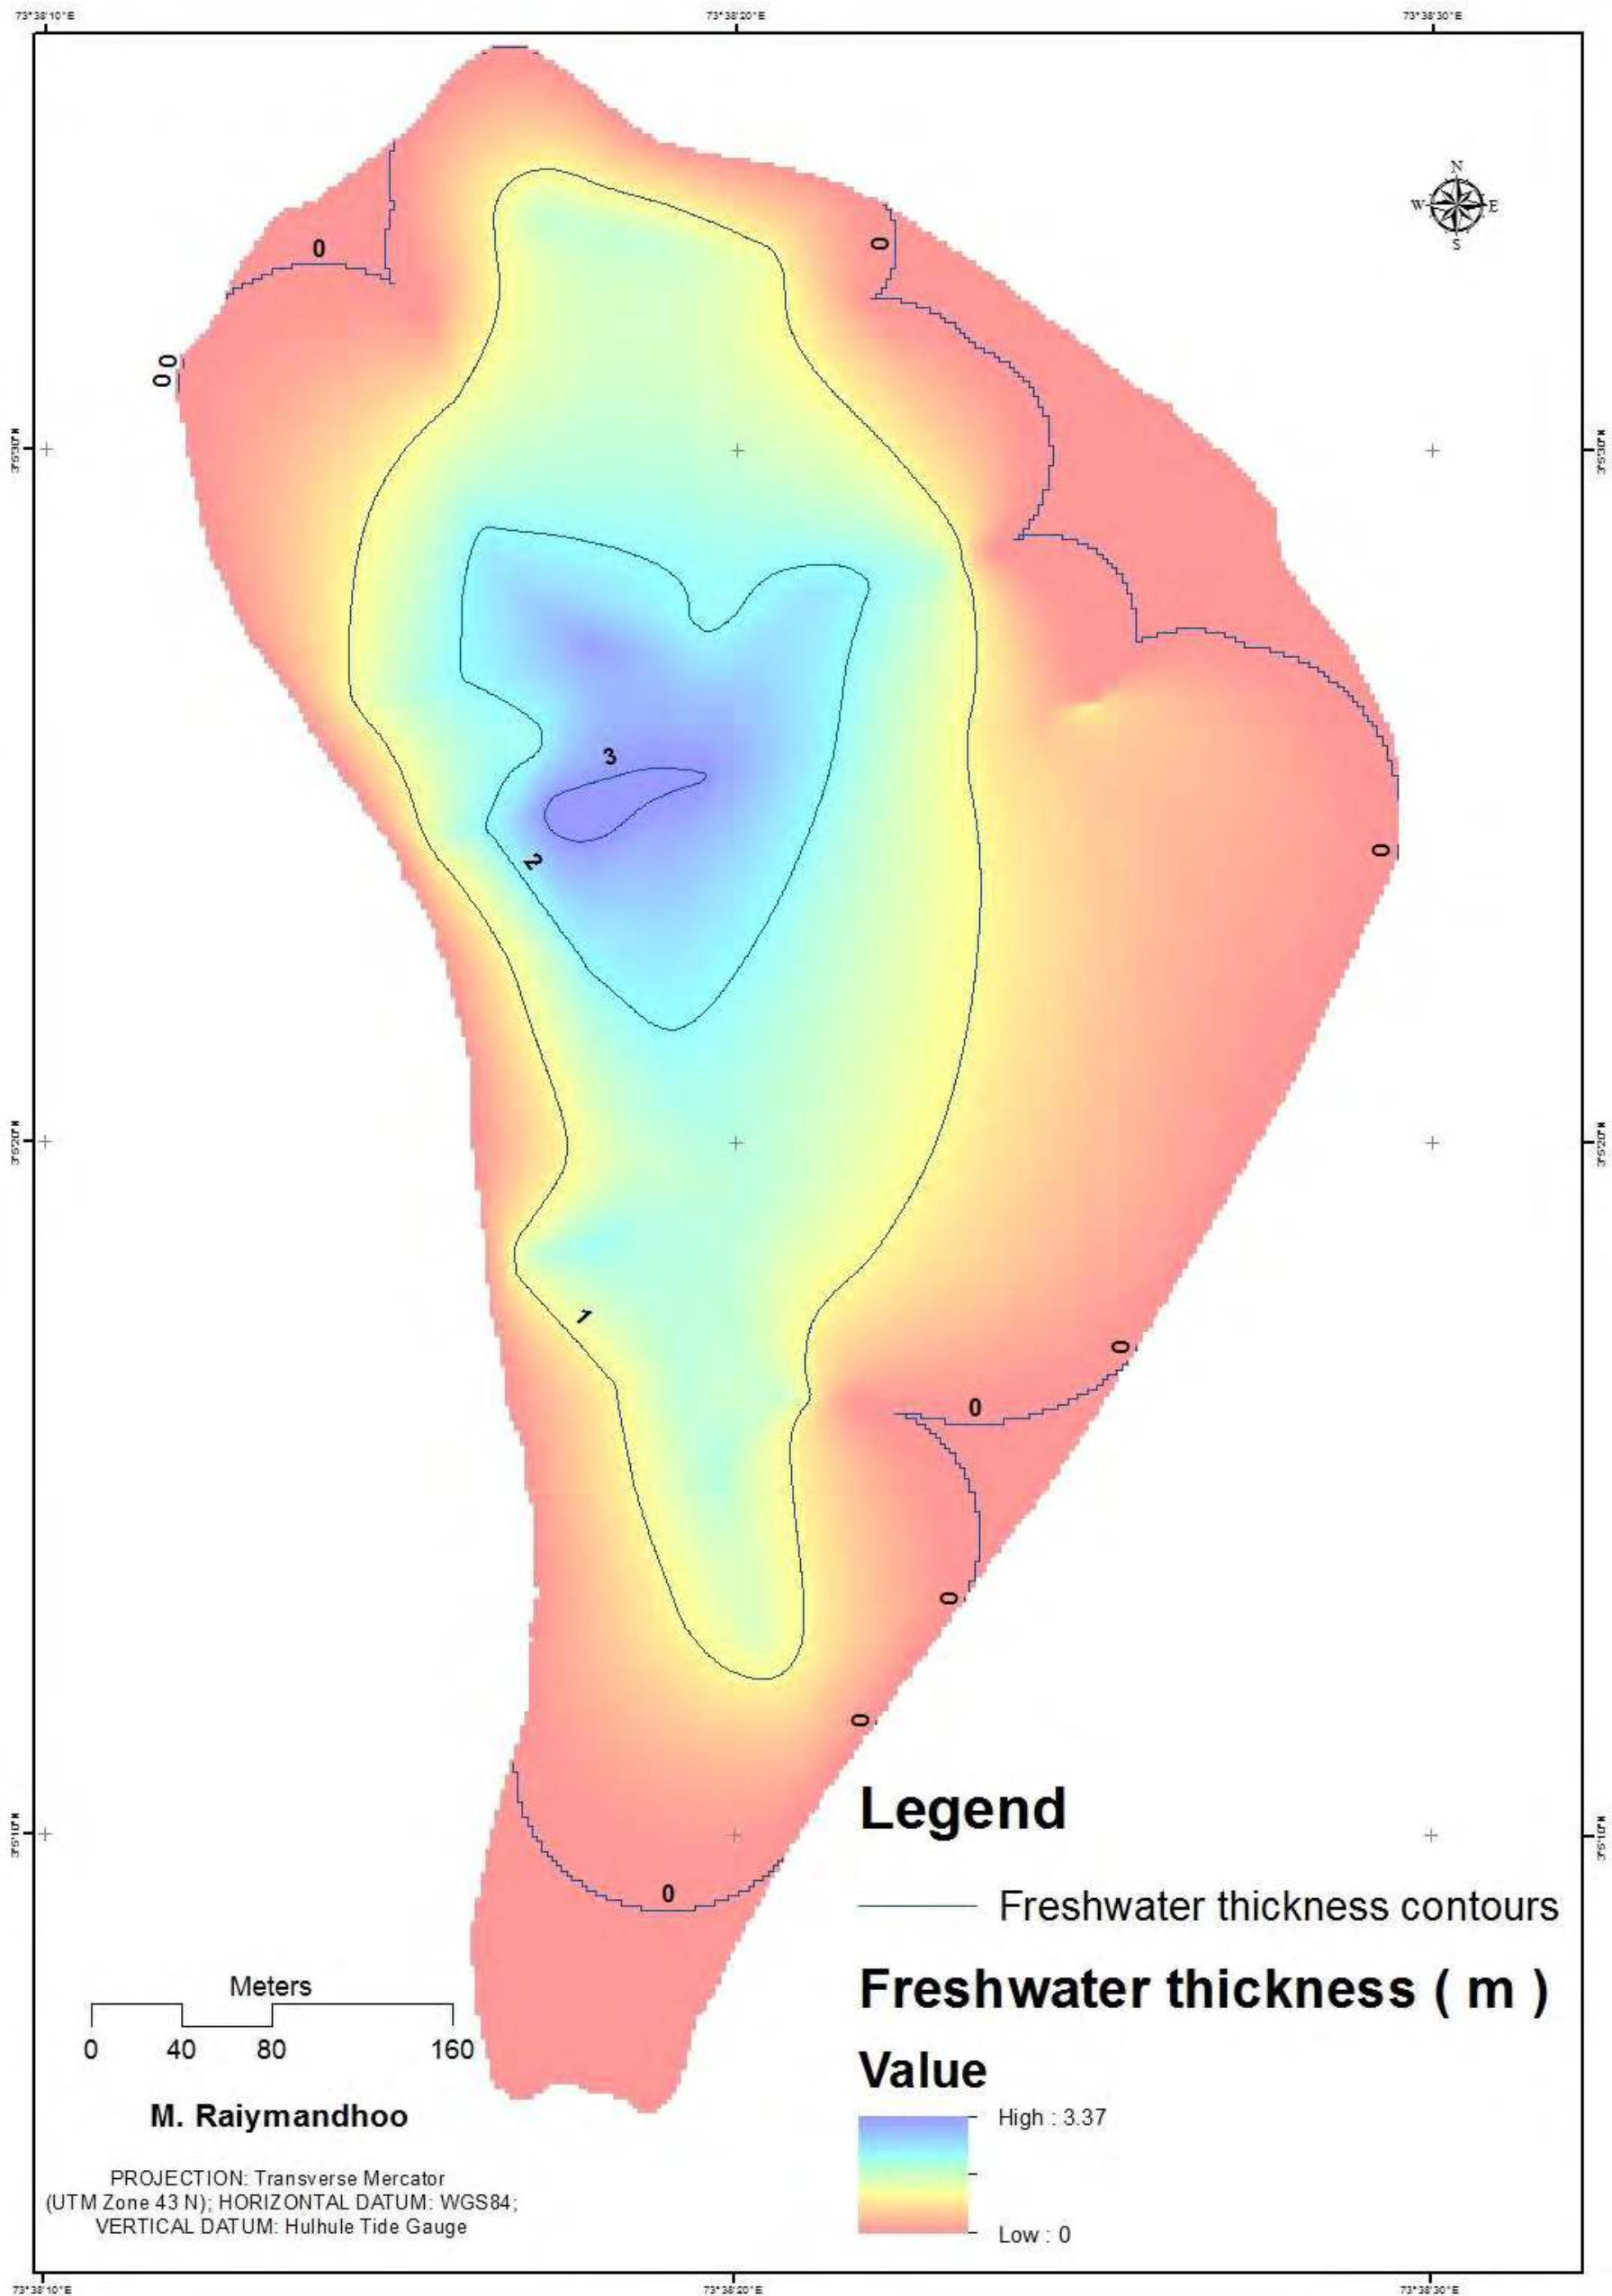 73°38'10"E 73°38'20"E 73°38'30"E
N
W E
S
0
0
0
0
3°5'30"N 3°5'30"N
3
2
0
3°5'20"N 3°5'20"N
1
0
0
0
0
Legend
3°5'10"N 3°5'10"N
0
Freshwater thickness contours
Freshwater thickness ( m )
Meters
0 40 80 160
Value
M. Raiymandhoo
High : 3.37
PROJECTION: Transverse Mercator
(UTM Zone 43 N); HORIZONTAL DATUM: WGS84;
VERTICAL DATUM: Hulhule Tide Gauge
Low : 0
73°38'10"E 73°38'20"E 73°38'30"E